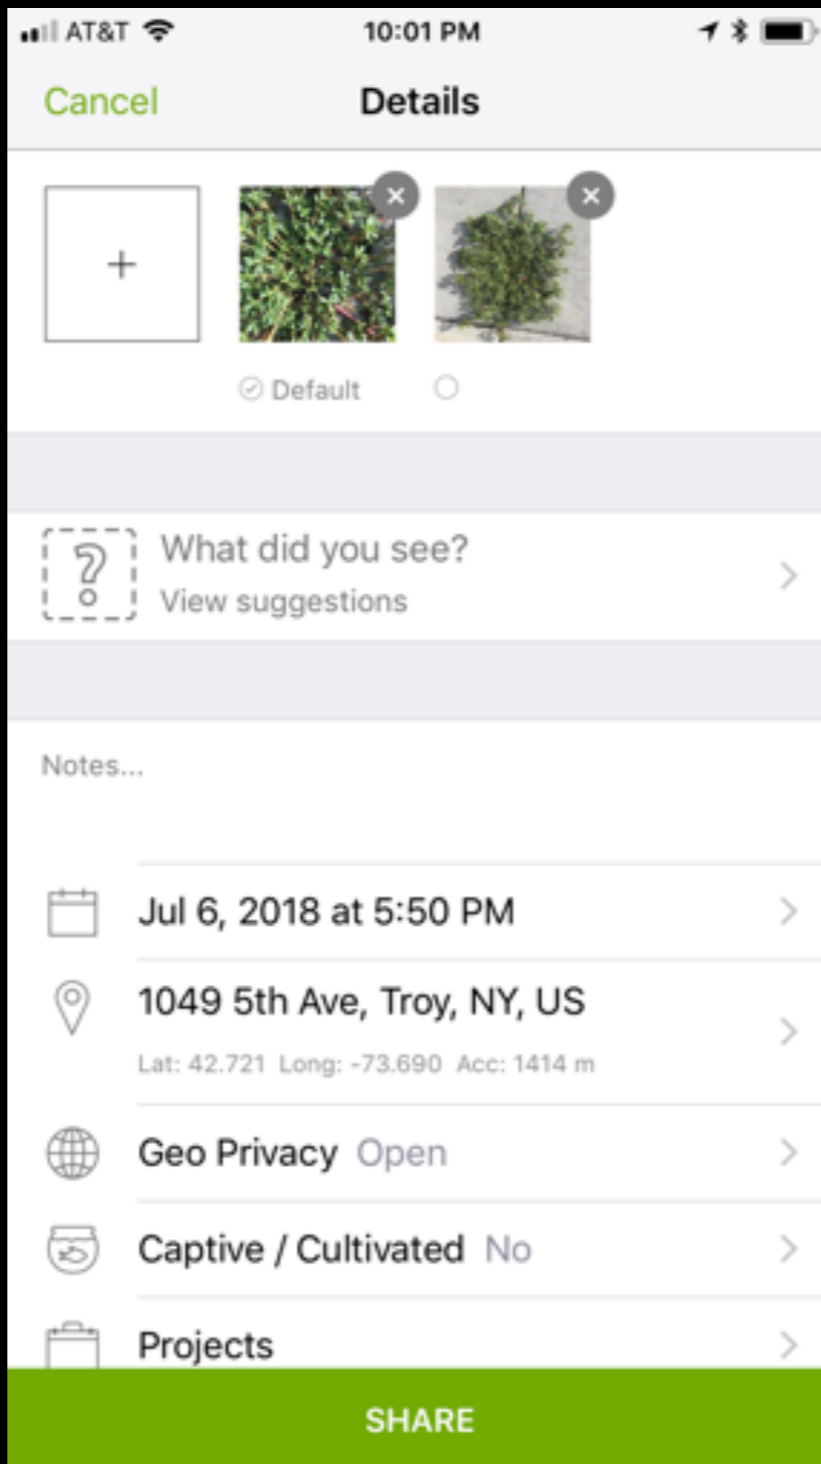 AT&T 10:01 PM
Cancel Details
+
Default
? What did you see?
View suggestions
Notes...
Jul 6, 2018 at 5:50 PM
1049 5th Ave, Troy, NY, US
Lat: 42.721 Long: -73.690 Acc: 1414 m
Geo Privacy Open
Captive / Cultivated No
Projects
SHARE